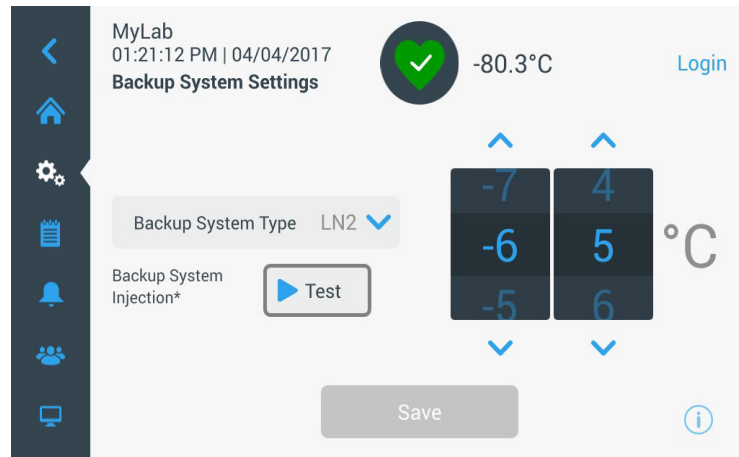 MyLab
01:21:12 PM | 04/04/2017
Backup System Settings
-80.3°C
Login
Backup System Type LN2
Backup System
Injection*
Test
-7 4
-6 5
-5 6
°C
Save
i